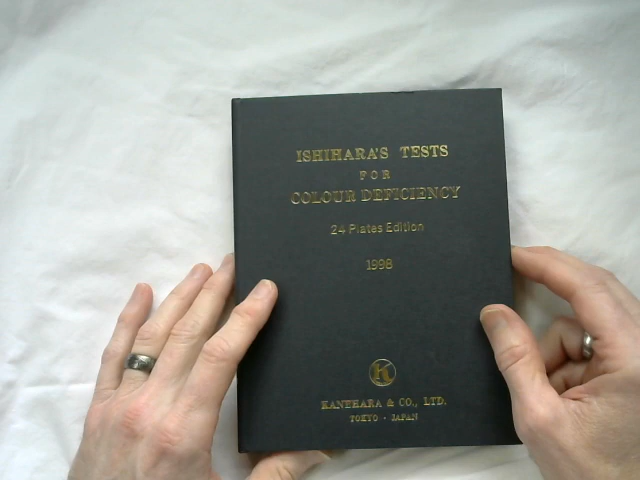 ISHIHARA'S TESTS
FOR
COLOUR DEFICIENCY
24 Plates Edition
1998
K
KANEHARA & CO., LTD.
TOKYO · JAPAN